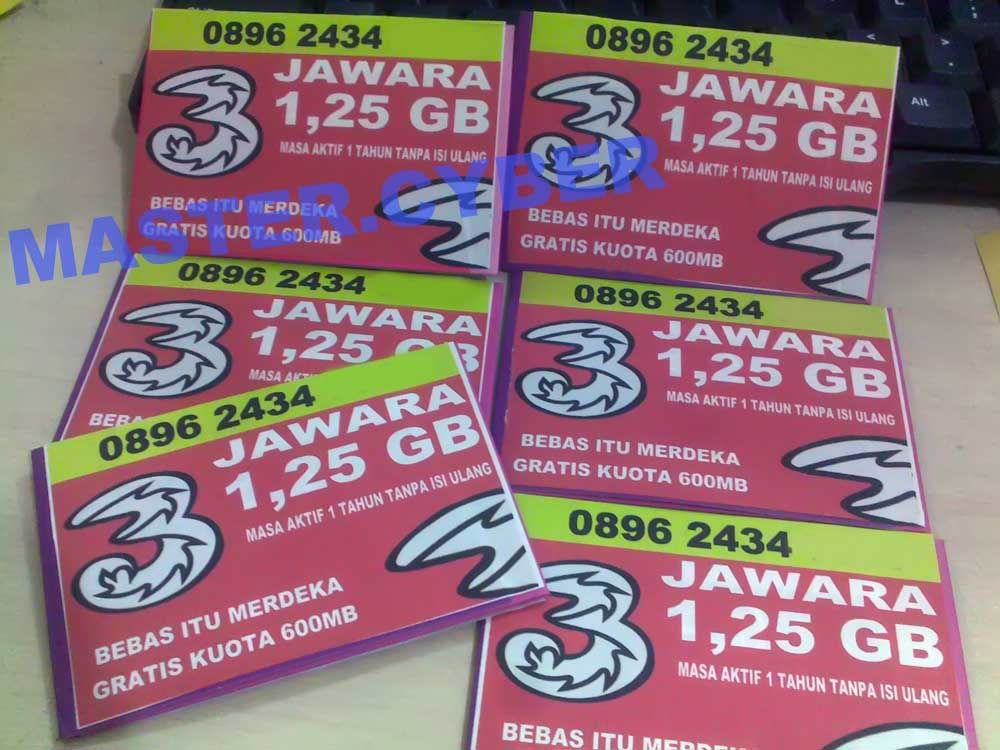 0896 2434
3
JAWARA
1,25 GB
MASA AKTIF 1 TAHUN TANPA ISI ULANG
BEBAS ITU MERDEKA
GRATIS KUOTA 600MB
0896 2434
3
JAWARA
1,25 GB
MASA AKTIF 1 TAHUN TANPA ISI ULANG
BEBAS ITU MERDEKA
GRATIS KUOTA 600MB
Alt
MASTER.CYBER
0896 2434
3
JAWARA
1,25 GB
MASA
0896 2434
3
JAWARA
1,25 GB
MASA AKTIF 1 TAHUN TANPA ISI ULANG
BEBAS ITU MERDEKA
GRATIS KUOTA 600MB
0896 2434
3
JAWARA
1,25 GB
MASA AKTIF 1 TAHUN TANPA ISI ULANG
BEBAS ITU MERDEKA
GRATIS KUOTA 600MB
0896 2434
3
JAWARA
1,25 GB
MASA AKTIF 1 TAHUN TANPA ISI ULANG
BEBAS ITU MERDEKA